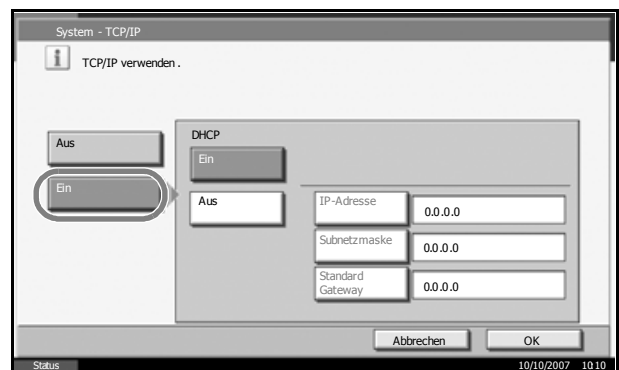 System - TCP/IP
i TCP/IP verwenden .
Aus
Ein
DHCP
Ein
Aus
IP-Adresse 0.0.0.0
Subnetzmaske 0.0.0.0
Standard
Gateway 0.0.0.0
Abbrechen OK
Status 10/10/2007 10:10